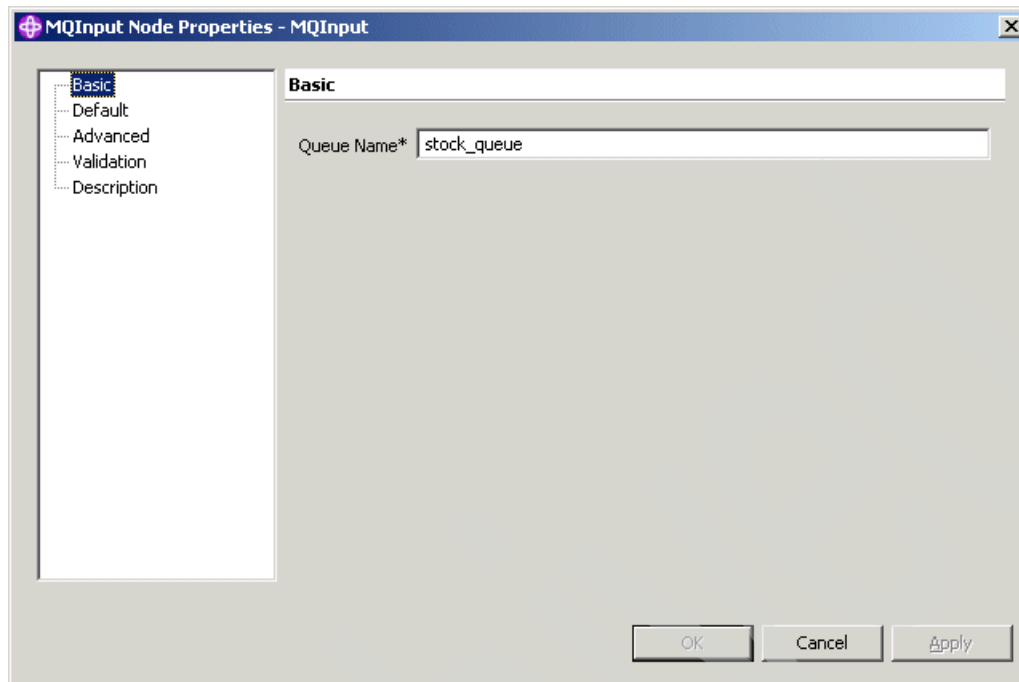 MQInput Node Properties - MQInput
Basic
Default
Advanced
Validation
Description
Basic
Queue Name* stock_queue
OK Cancel Apply